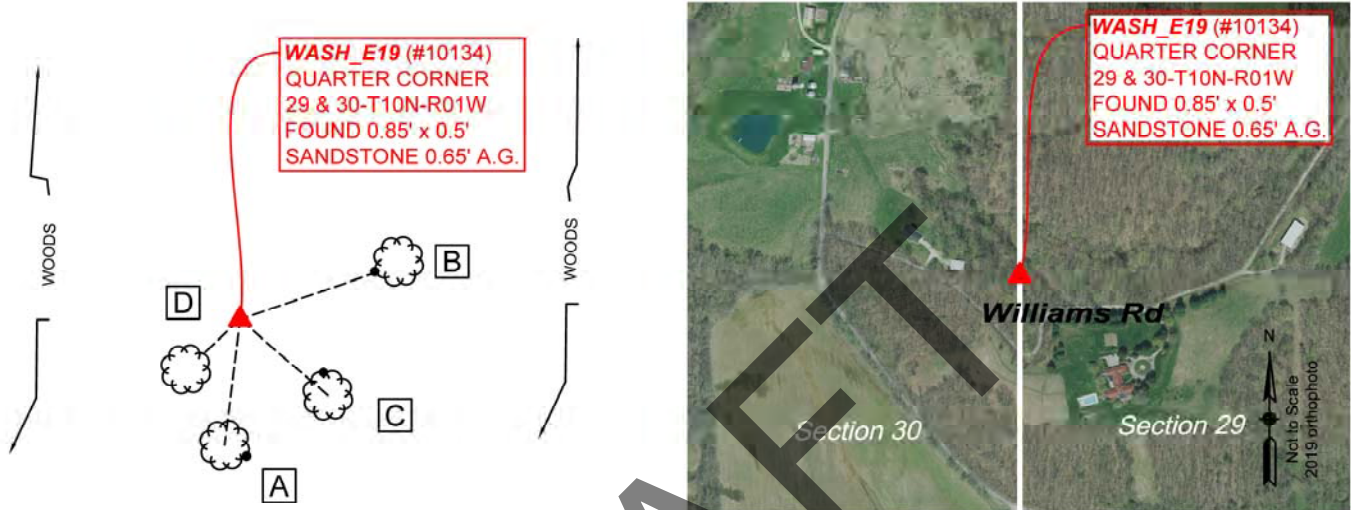 WASH_E19 (#10134)
QUARTER CORNER
29 & 30-T10N-R01W
FOUND 0.85' x 0.5'
SANDSTONE 0.65' A.G.
WOODS
WOODS
B
D
C
A
WASH_E19 (#10134)
QUARTER CORNER
29 & 30-T10N-R01W
FOUND 0.85' x 0.5'
SANDSTONE 0.65' A.G.
Williams Rd
N
Section 30
Section 29
Not to Scale
2019 orthophoto